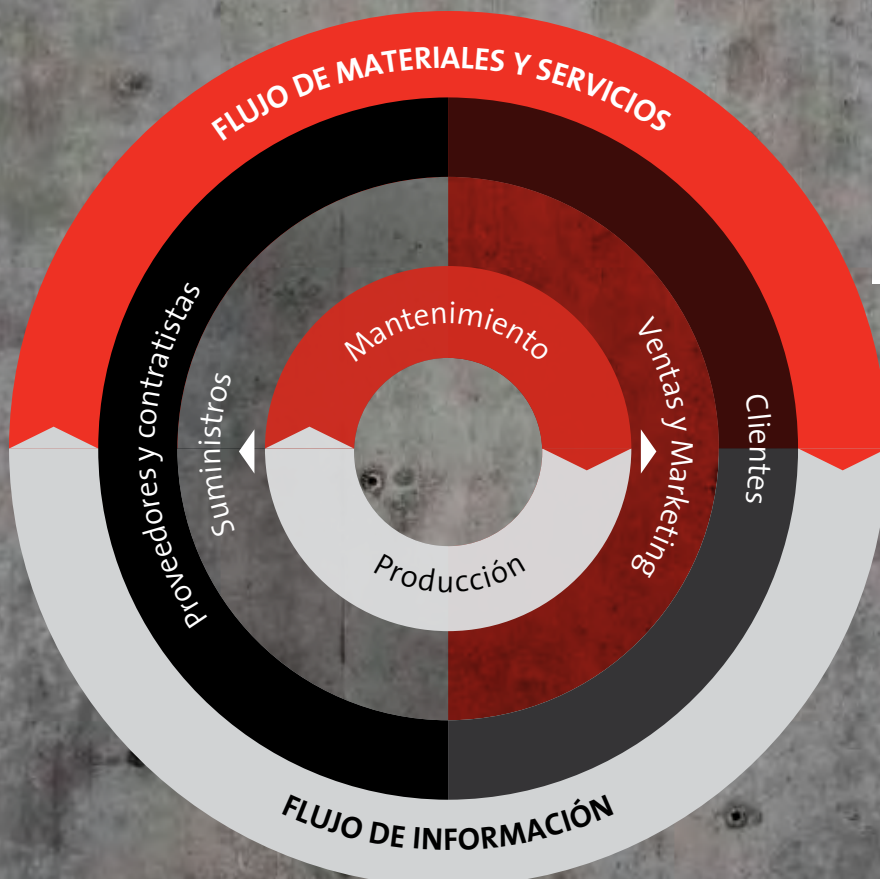 FLUJO DE MATERIALES Y SERVICIOS
Mantenimiento
Proveedores y contratistas
Suministros
Ventas y Marketing
Clientes
Producción
FLUJO DE INFORMACIÓN